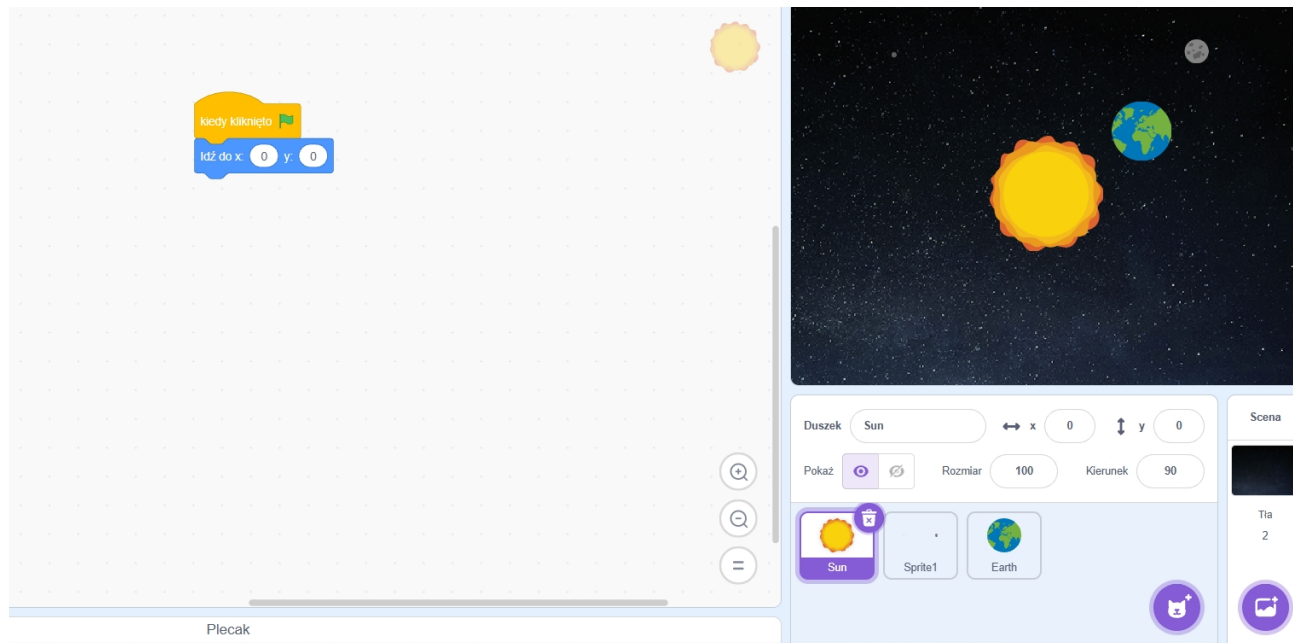 kiedy kliknięto
Idź do x: 0 y: 0
Plecak
Duszek Sun x 0 y 0
Pokaż Rozmiar 100 Kierunek 90
Sun Sprite1 Earth
Scena
Tła
2